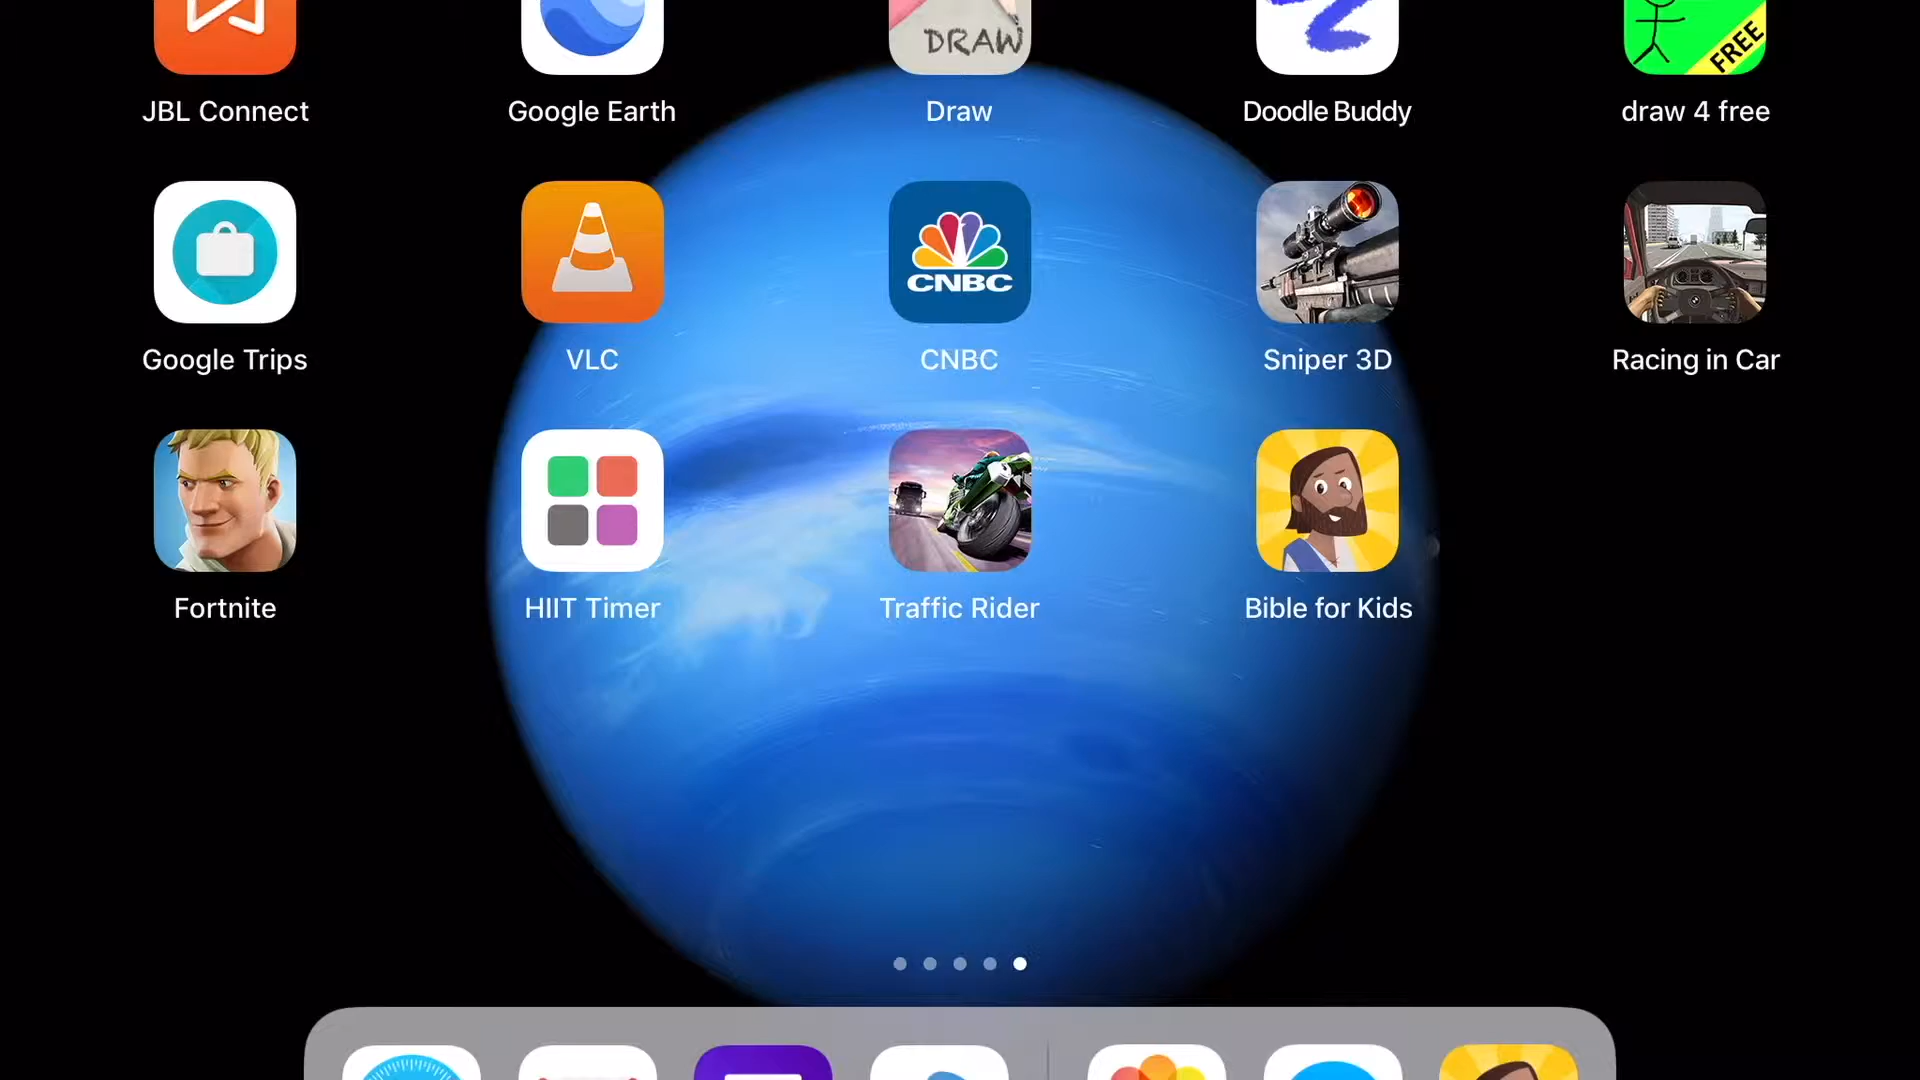 DRAW
FREE
JBL Connect
Google Earth
Draw
Doodle Buddy
draw 4 free
CNBC
Google Trips
VLC
CNBC
Sniper 3D
Racing in Car
Fortnite
HIIT Timer
Traffic Rider
Bible for Kids